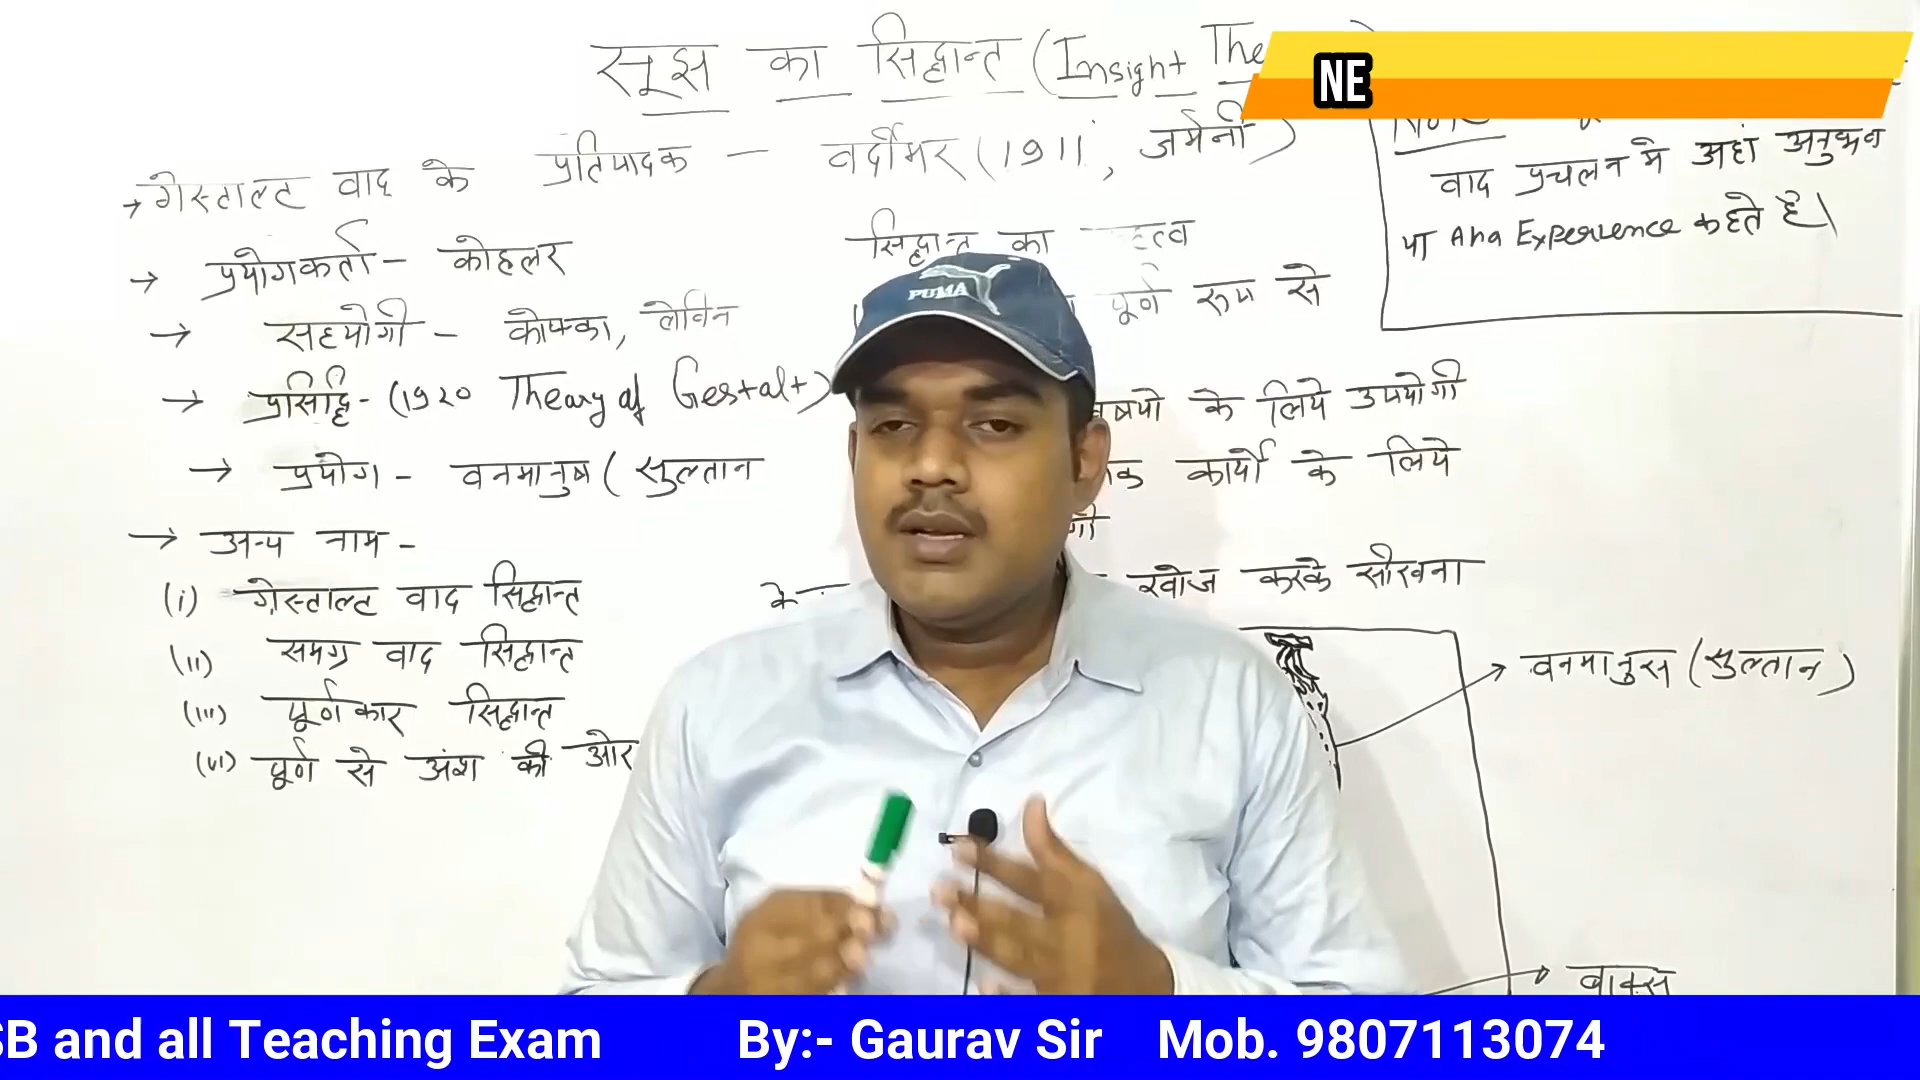 सूझ का सिद्धान्त (Insight The
NE
→ गेस्टाल्ट वाद के प्रतिपादक — वर्दीमर (1911, जर्मनी)
→ प्रयोगकर्ता - कोहलर
→ सहयोगी - कोफ्का, लेविन
→ प्रसिद्धि - (1920 Theory of Gestalt)
→ प्रयोग - वनमानुष ( सुल्तान
→ अन्य नाम -
(i) गेस्टाल्ट वाद सिद्धान्त
(ii) समग्र वाद सिद्धान्त
(iii) पूर्णकार सिद्धान्त
(vi) पूर्ण से अंश की ओर
सिद्धान्त का
पूर्ण रूप से
के लिये उपयोगी
कार्यो के लिये
खोज करके सीखना
वाद प्रचलन मे अहा अनुभव
या Aha Experience कहते है।
वनमानुस (सुल्तान)
बाक्स
PUMA
SB and all Teaching Exam By:- Gaurav Sir Mob. 9807113074